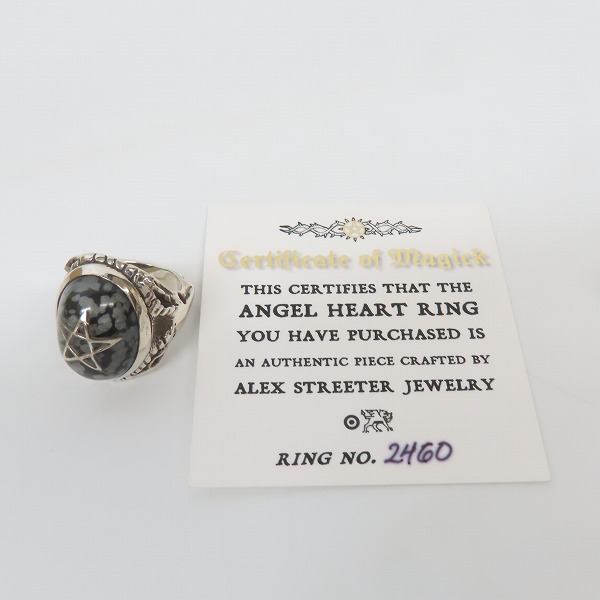 Certificate of Magick
THIS CERTIFIES THAT THE
ANGEL HEART RING
YOU HAVE PURCHASED IS
AN AUTHENTIC PIECE CRAFTED BY
ALEX STREETER JEWELRY
RING NO. 2460